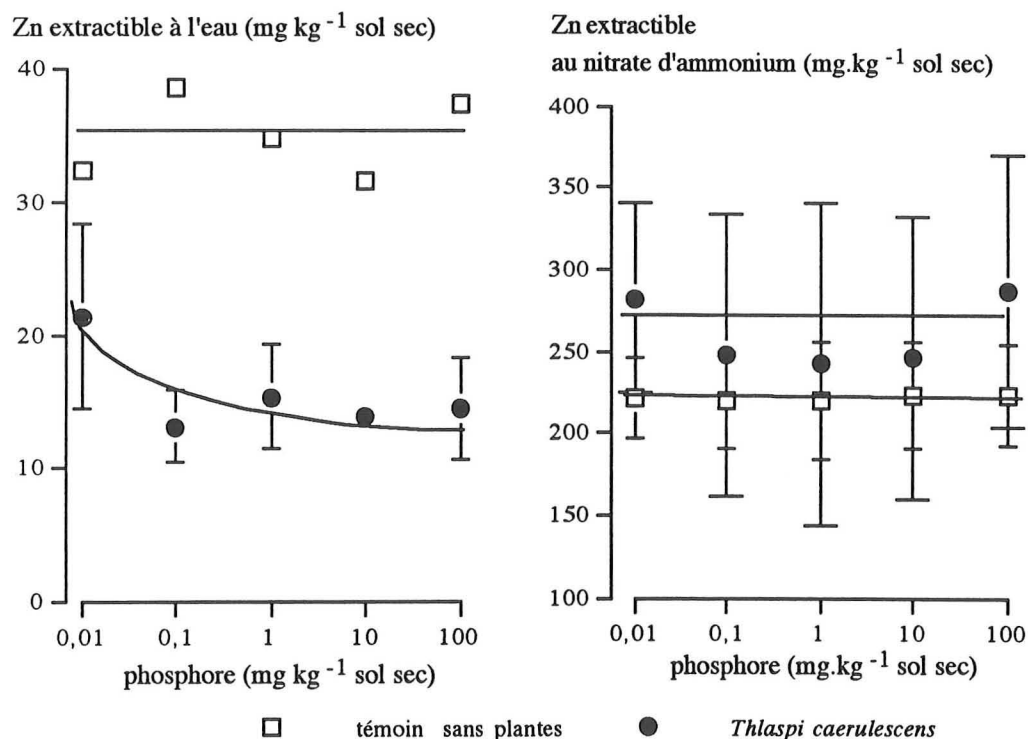 Zn extractible à l'eau (mg kg -1 sol sec)
40
30
20
10
0
0,01 0,1 1 10 100
phosphore (mg kg -1 sol sec)
Zn extractible
au nitrate d'ammonium (mg.kg -1 sol sec)
400
350
300
250
200
150
100
0,01 0,1 1 10 100
phosphore (mg.kg -1 sol sec)
témoin sans plantes Thlaspi caerulescens